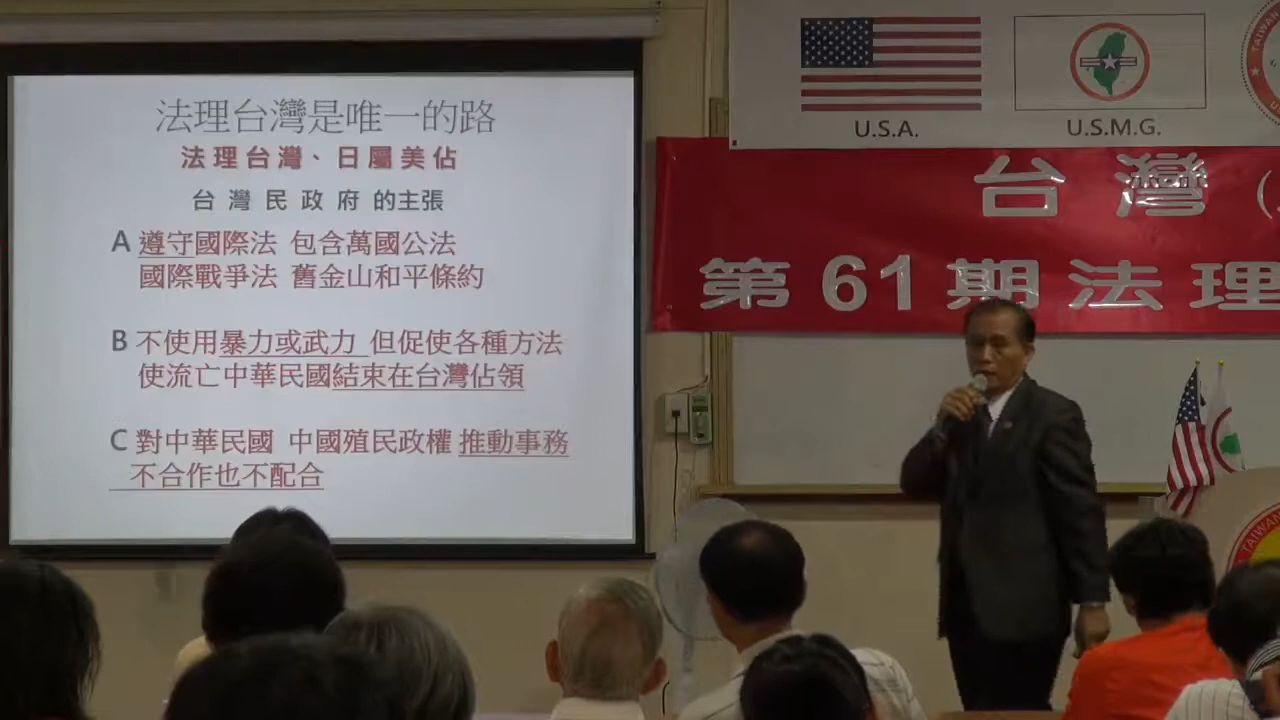 法理台灣是唯一的路
法理台灣、日屬美佔
台灣民政府 的主張
A 遵守國際法 包含萬國公法
國際戰爭法 舊金山和平條約
B 不使用暴力或武力 但促使各種方法
使流亡中華民國結束在台灣佔領
C 對中華民國 中國殖民政權 推動事務
不合作也不配合
U.S.A.
U.S.M.G.
台灣(
第61期法理
TAIWAN
TAIWAN